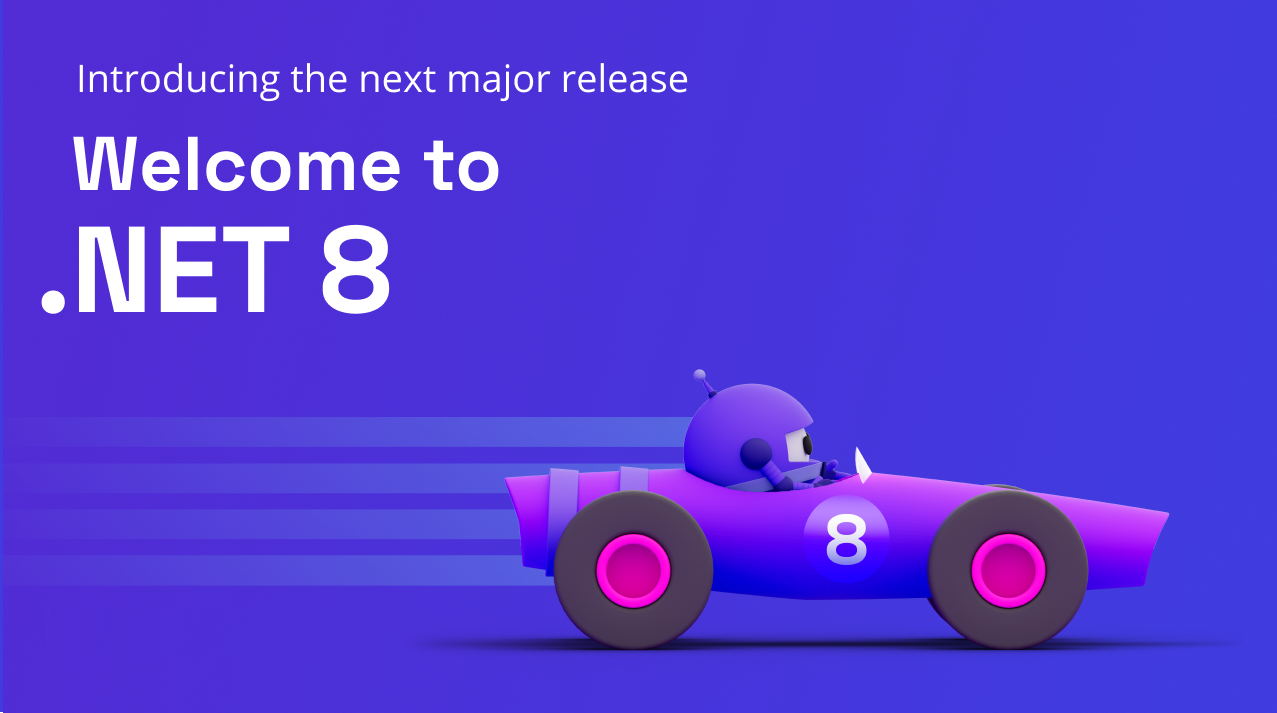 Introducing the next major release
Welcome to
.NET 8
8